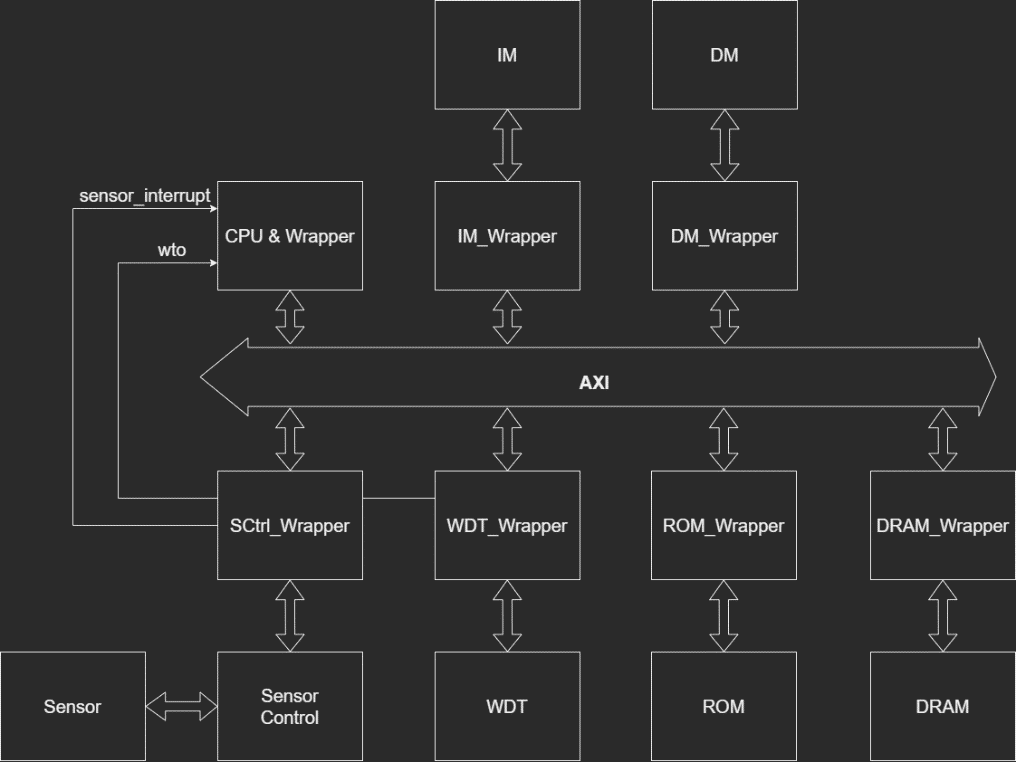 IM
DM
sensor_interrupt
CPU & Wrapper
IM_Wrapper
DM_Wrapper
wto
AXI
SCtrl_Wrapper
WDT_Wrapper
ROM_Wrapper
DRAM_Wrapper
Sensor
Sensor
Control
WDT
ROM
DRAM